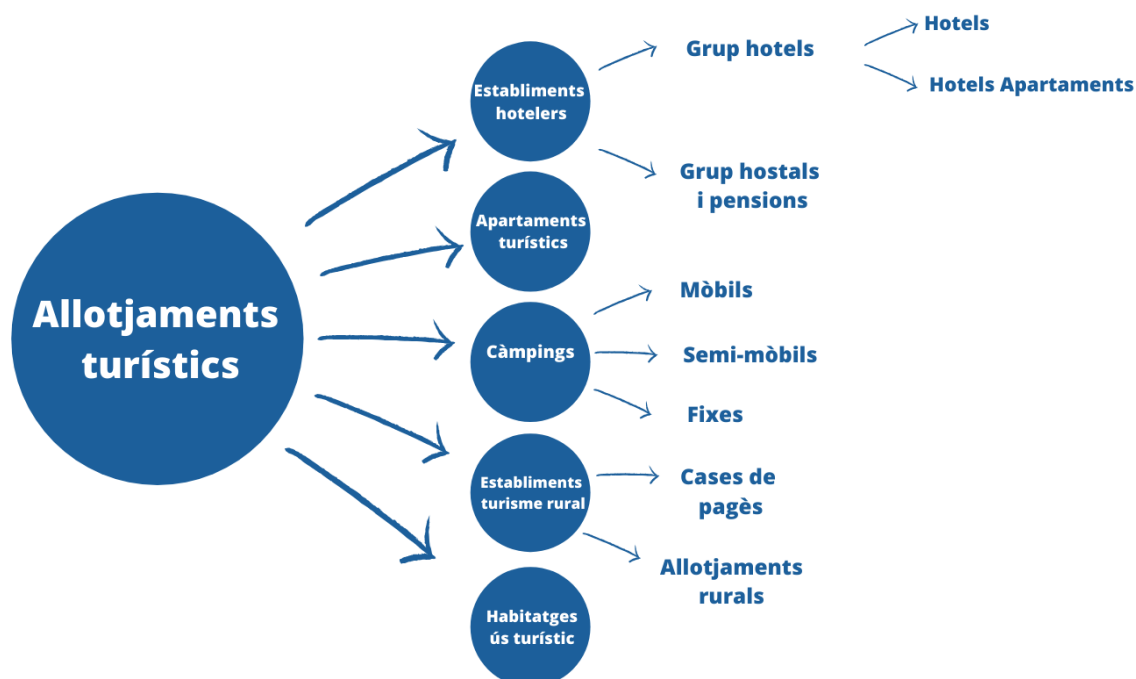 Allotjaments
turístics
Establiments
hotelers
Grup hotels
Hotels
Hotels Apartaments
Grup hostals
i pensions
Apartaments
turístics
Càmpings
Mòbils
Semi-mòbils
Fixes
Establiments
turisme rural
Cases de
pagès
Allotjaments
rurals
Habitatges
ús turístic